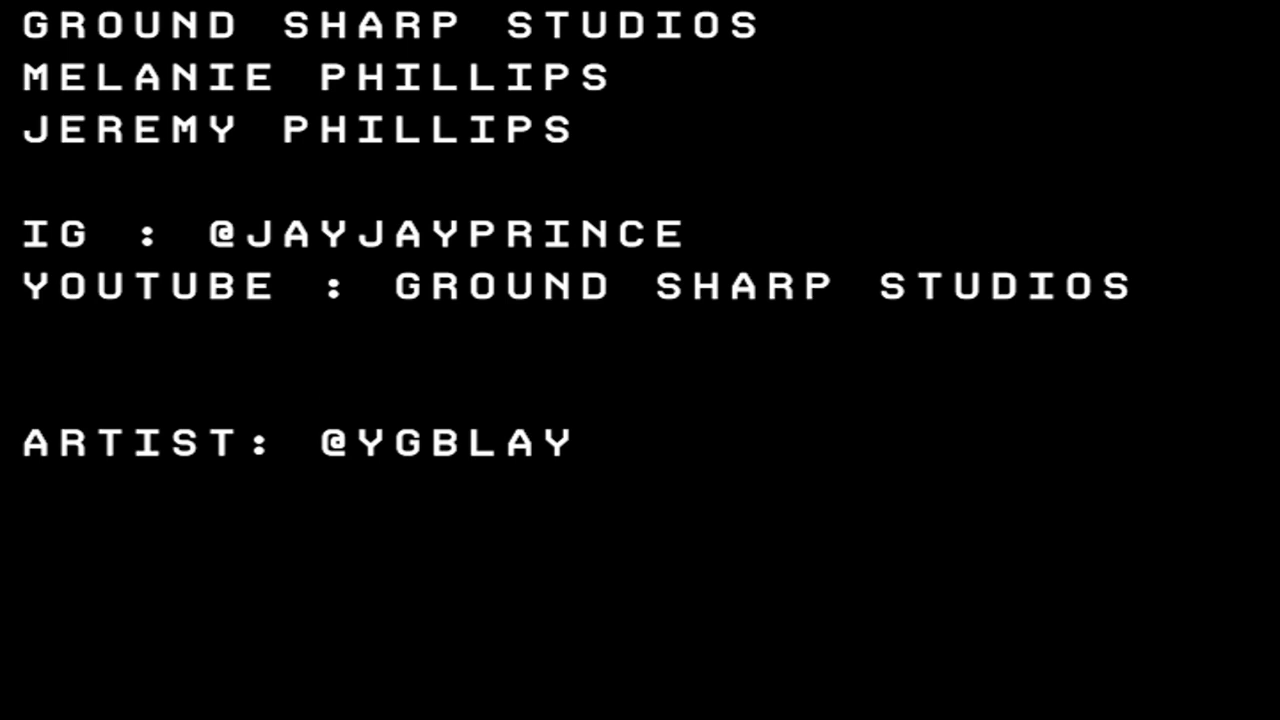 GROUND SHARP STUDIOS
MELANIE PHILLIPS
JEREMY PHILLIPS
IG : @JAYJAYPRINCE
YOUTUBE : GROUND SHARP STUDIOS
ARTIST: @YGBLAY